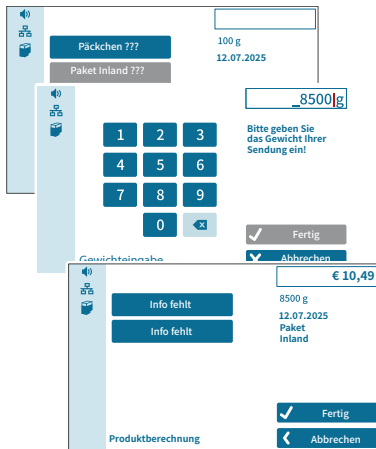 Päckchen ???
Paket Inland ???
100 g
12.07.2025
_8500 g
1 2 3
4 5 6
7 8 9
0
Bitte geben Sie
das Gewicht Ihrer
Sendung ein!
Fertig
Abbrechen
Gewichteingabe
€ 10,49
Info fehlt
Info fehlt
8500 g
12.07.2025
Paket
Inland
Fertig
Abbrechen
Produktberechnung